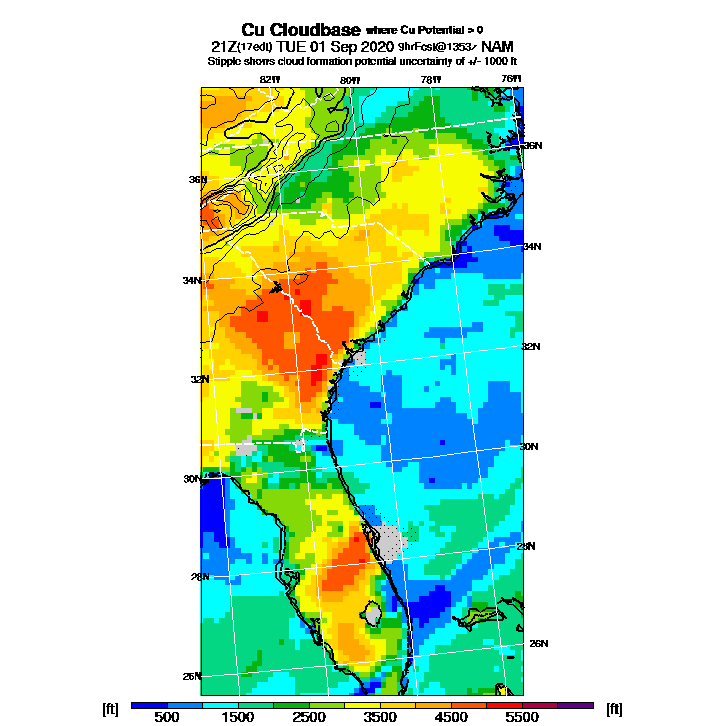 Cu Cloudbase where Cu Potential > 0
21Z(17edt) TUE 01 Sep 2020 9hrFcst@1353z NAM
Stipple shows cloud formation potential uncertainty of +/- 1000 ft
82W 80W 78W 76W
36N
36N
34N
34N
32N
32N
30N
30N
28N
28N
26N
26N
[ft] 500 1500 2500 3500 4500 5500 [ft]